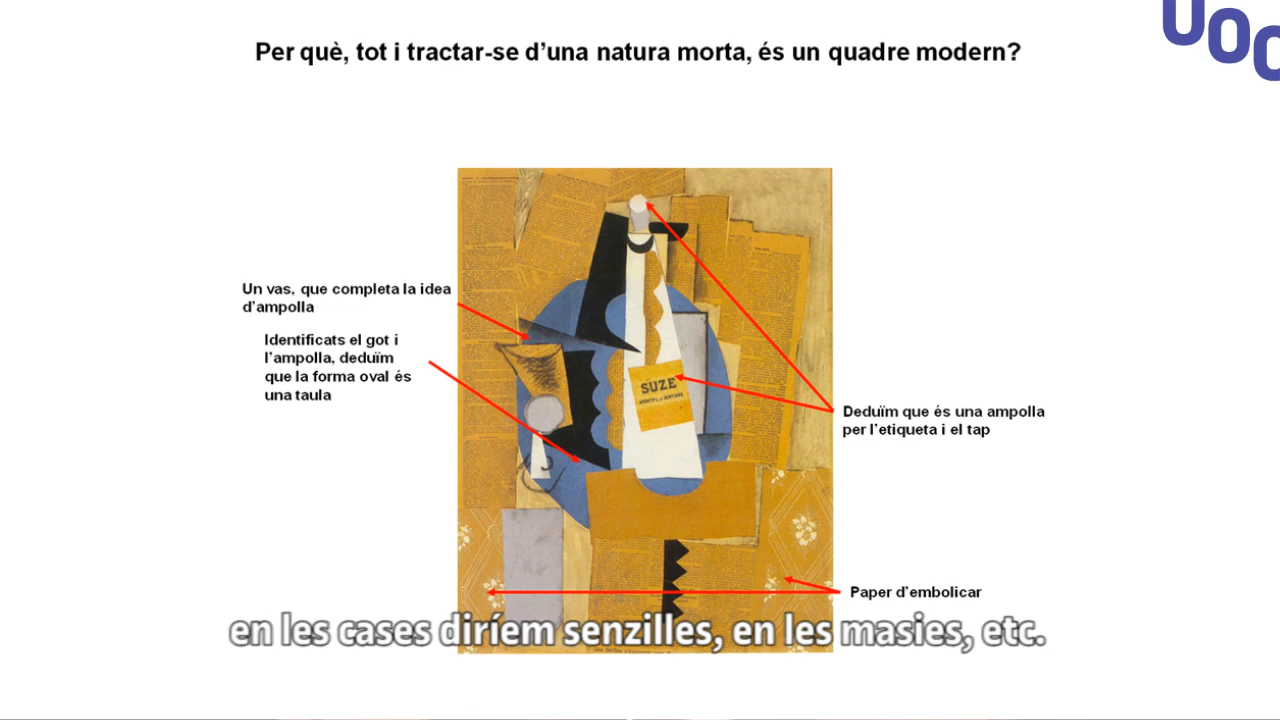 UOC
Per què, tot i tractar-se d'una natura morta, és un quadre modern?
Un vas, que completa la idea
d'ampolla
Identificats el got i
l'ampolla, deduïm
que la forma oval és
una taula
SUZE
Deduïm que és una ampolla
per l'etiqueta i el tap
Paper d'embolicar
en les cases diríem senzilles, en les masies, etc.